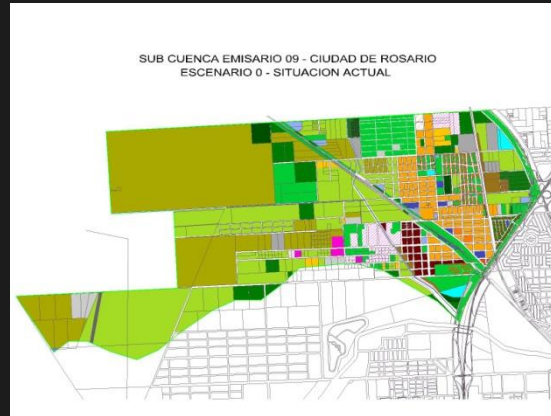 SUB CUENCA EMISARIO 09 - CIUDAD DE ROSARIO
ESCENARIO 0 - SITUACION ACTUAL